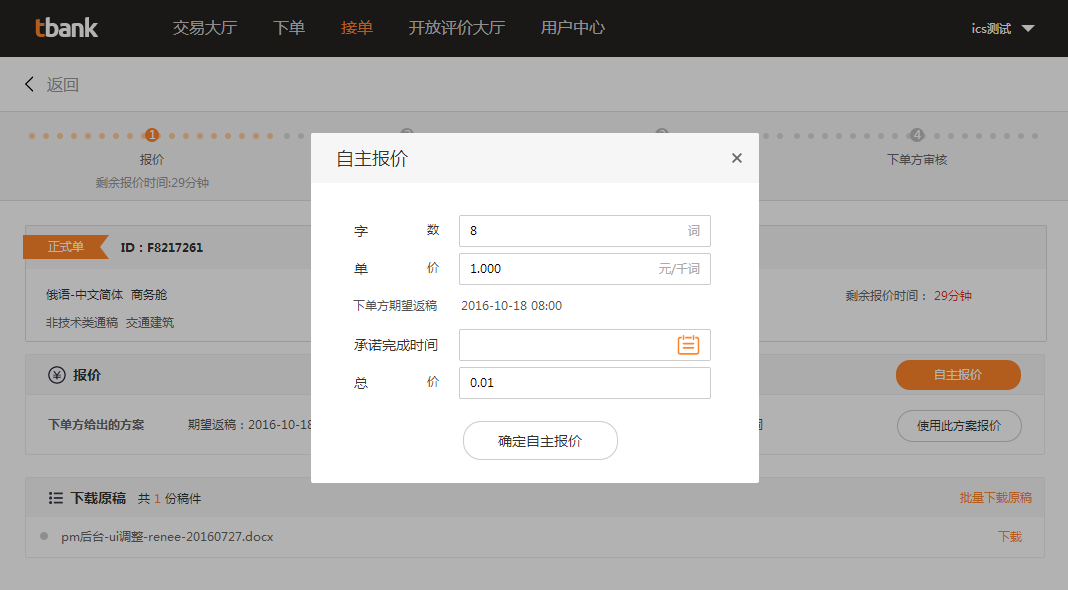 tbank 交易大厅 下单 接单 开放评价大厅 用户中心 ics测试
返回
1 4
报价 下单方审核
剩余报价时间:29分钟
自主报价 ×
字 数 8 词
单 价 1.000 元/千词
下单方期望返稿 2016-10-18 08:00
承诺完成时间
总 价 0.01
确定自主报价
正式单 ID：F8217261
俄语-中文简体 商务舱 剩余报价时间： 29分钟
非技术类通稿 交通建筑
报价 自主报价
下单方给出的方案 期望返稿：2016-10-18 使用此方案报价
下载原稿 共 1 份稿件 批量下载原稿
pm后台-ui调整-renee-20160727.docx 下载